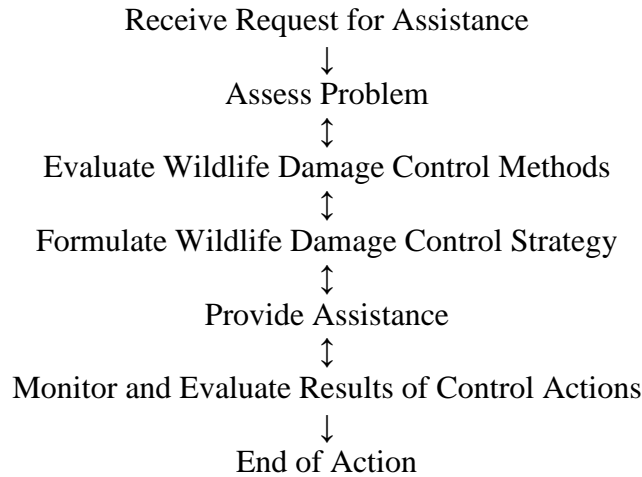 Receive Request for Assistance
↓
Assess Problem
↕
Evaluate Wildlife Damage Control Methods
↕
Formulate Wildlife Damage Control Strategy
↕
Provide Assistance
↕
Monitor and Evaluate Results of Control Actions
↓
End of Action